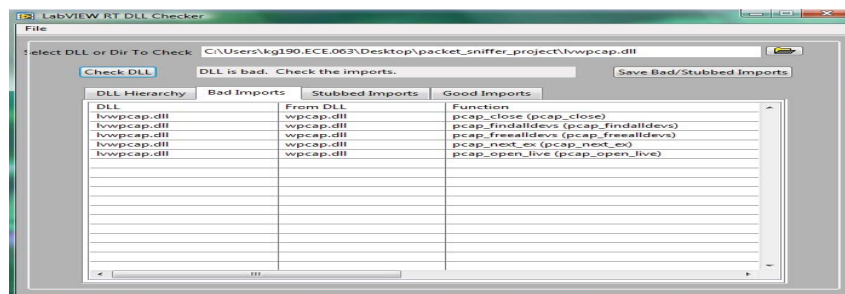 LabVIEW RT DLL Checker
File
Select DLL or Dir To Check C:\Users\kg190.ECE.063\Desktop\packet_sniffer_project\lvwpcap.dll
Check DLL DLL is bad. Check the imports. Save Bad/Stubbed Imports
DLL Hierarchy Bad Imports Stubbed Imports Good Imports
DLL From DLL Function
lvwpcap.dll wpcap.dll pcap_close (pcap_close)
lvwpcap.dll wpcap.dll pcap_findalldevs (pcap_findalldevs)
lvwpcap.dll wpcap.dll pcap_freealldevs (pcap_freealldevs)
lvwpcap.dll wpcap.dll pcap_next_ex (pcap_next_ex)
lvwpcap.dll wpcap.dll pcap_open_live (pcap_open_live)